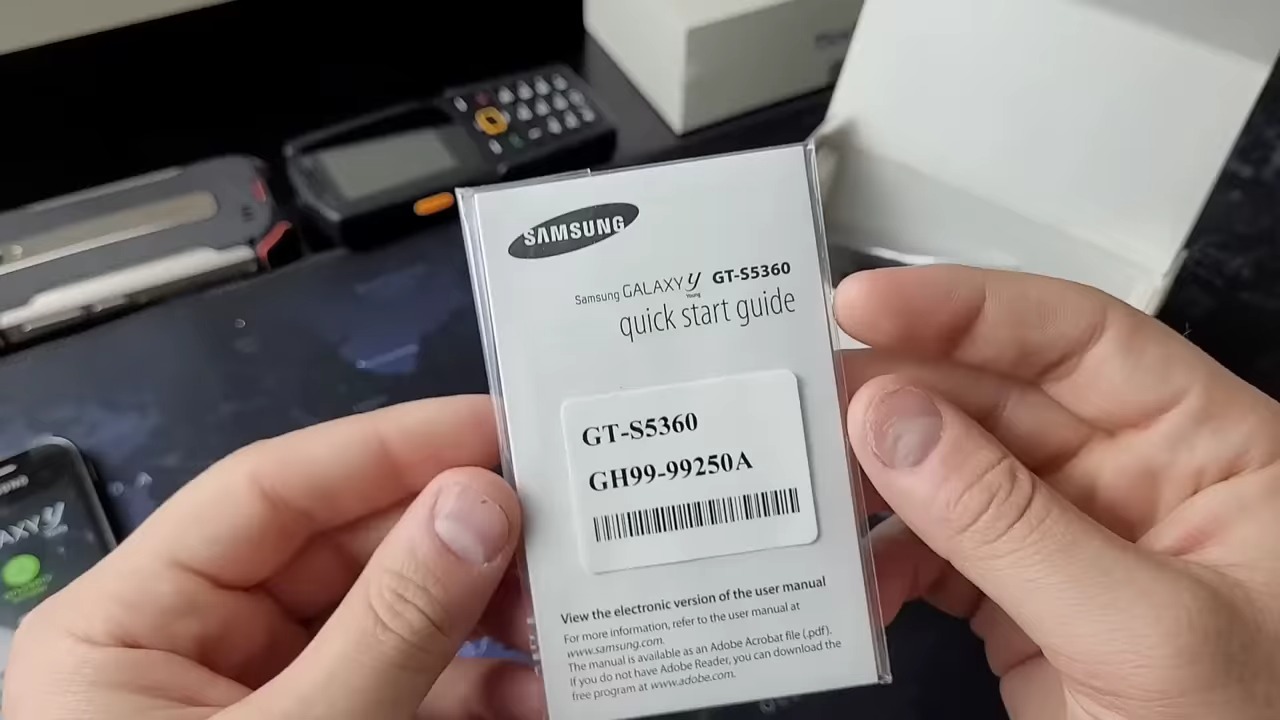 SAMSUNG
Samsung GALAXY y GT-S5360
Young
quick start guide
GT-S5360
GH99-99250A
View the electronic version of the user manual
For more information, refer to the user manual at
www.samsung.com.
The manual is available as an Adobe Acrobat file (.pdf).
If you do not have Adobe Reader, you can download the
free program at www.adobe.com.